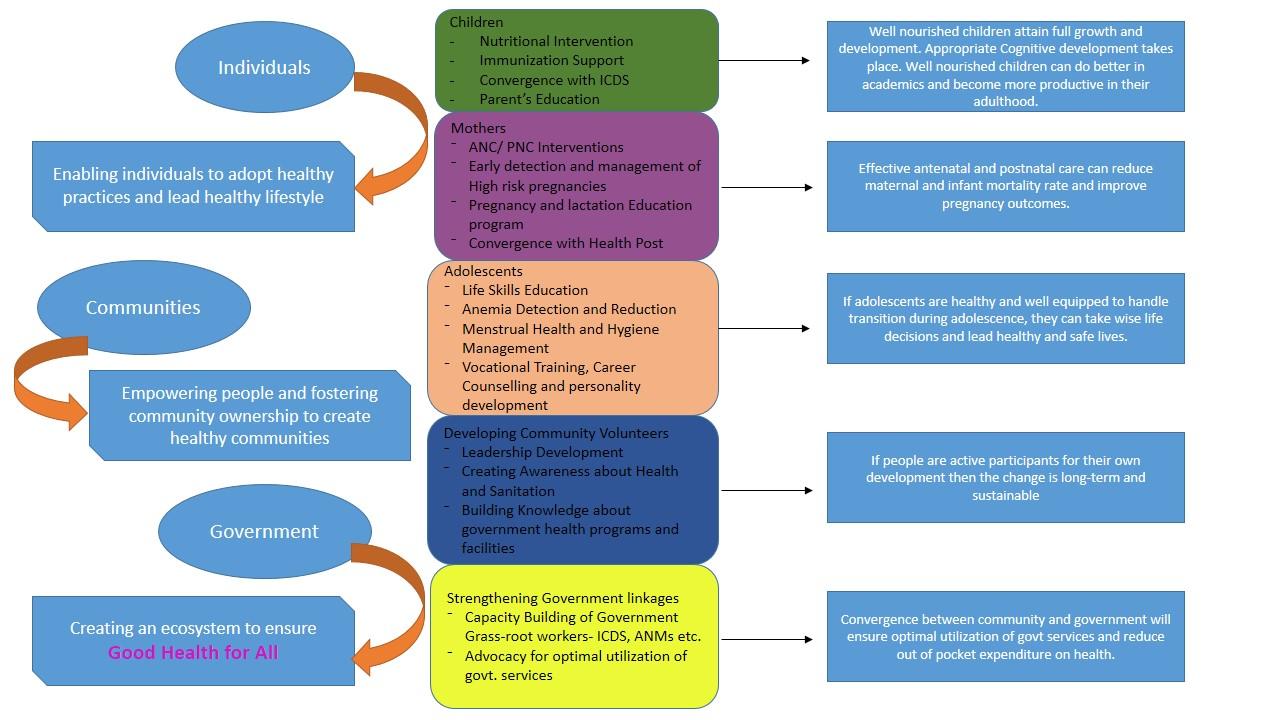 Individuals
Enabling individuals to adopt healthy
practices and lead healthy lifestyle
Communities
Empowering people and fostering
community ownership to create
healthy communities
Government
Creating an ecosystem to ensure
Good Health for All
Children
- Nutritional Intervention
- Immunization Support
- Convergence with ICDS
- Parent’s Education
Mothers
- ANC/ PNC Interventions
- Early detection and management of
High risk pregnancies
- Pregnancy and lactation Education
program
- Convergence with Health Post
Adolescents
- Life Skills Education
- Anemia Detection and Reduction
- Menstrual Health and Hygiene
Management
- Vocational Training, Career
Counselling and personality
development
Developing Community Volunteers
- Leadership Development
- Creating Awareness about Health
and Sanitation
- Building Knowledge about
government health programs and
facilities
Strengthening Government linkages
- Capacity Building of Government
Grass-root workers- ICDS, ANMs etc.
- Advocacy for optimal utilization of
govt. services
Well nourished children attain full growth and
development. Appropriate Cognitive development takes
place. Well nourished children can do better in
academics and become more productive in their
adulthood.
Effective antenatal and postnatal care can reduce
maternal and infant mortality rate and improve
pregnancy outcomes.
If adolescents are healthy and well equipped to handle
transition during adolescence, they can take wise life
decisions and lead healthy and safe lives.
If people are active participants for their own
development then the change is long-term and
sustainable
Convergence between community and government will
ensure optimal utilization of govt services and reduce
out of pocket expenditure on health.